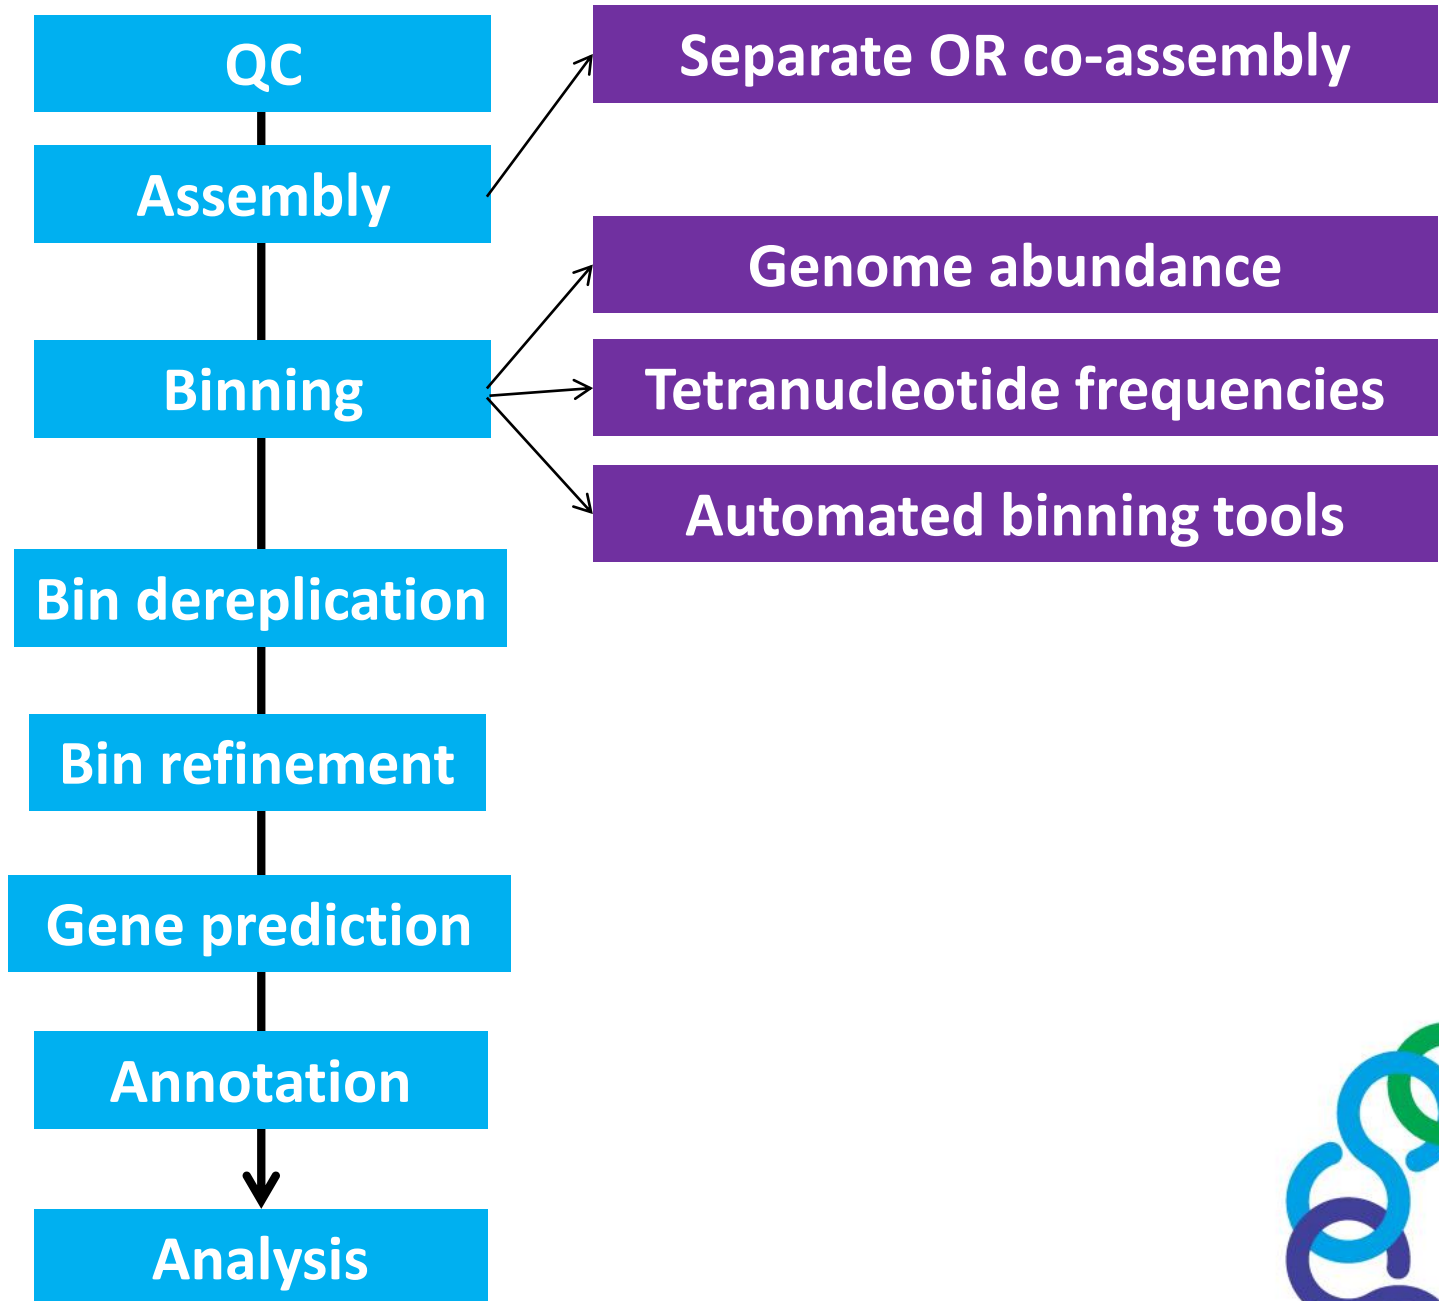 QC
Separate OR co-assembly
Assembly
Genome abundance
Binning
Tetranucleotide frequencies
Automated binning tools
Bin dereplication
Bin refinement
Gene prediction
Annotation
Analysis